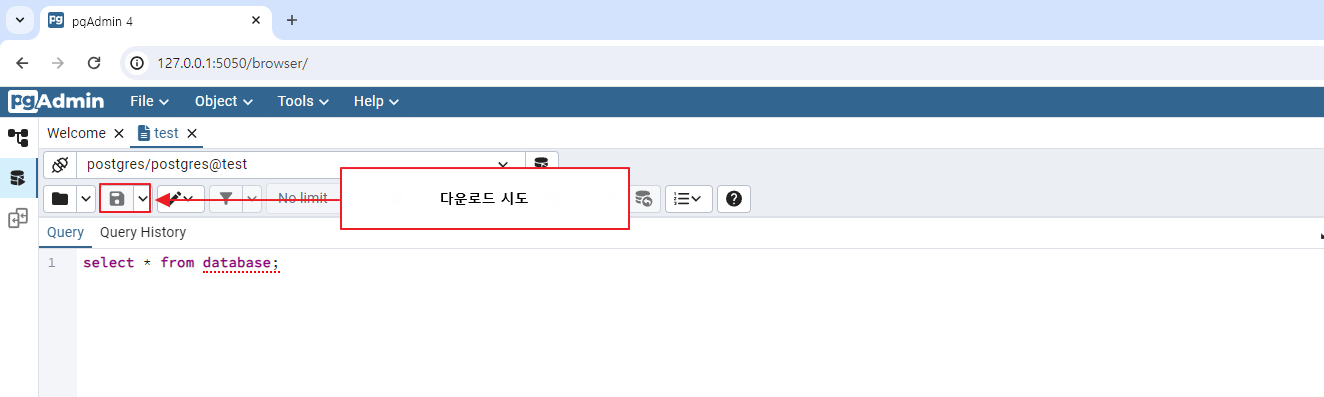 pgAdmin 4
127.0.0.1:5050/browser/
pgAdmin File Object Tools Help
Welcome test
postgres/postgres@test
No limit
다운로드 시도
Query Query History
1 select * from database;